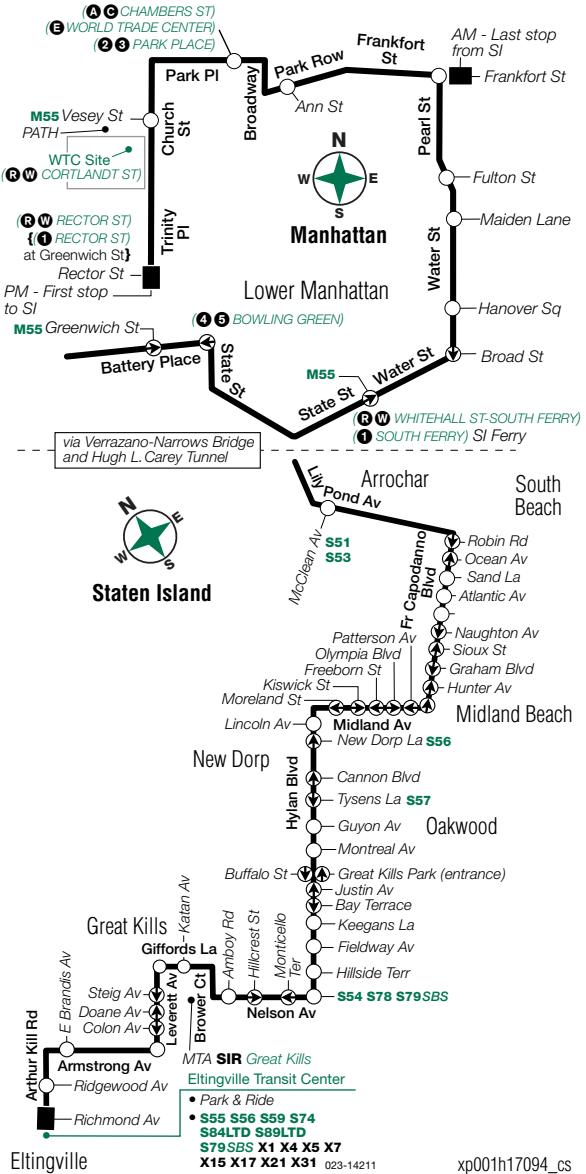 (A C CHAMBERS ST)
(E WORLD TRADE CENTER)
(2 3 PARK PLACE)
Park Pl
Broadway
Park Row
Ann St
Frankfort
St
AM - Last stop
from SI
Frankfort St
Pearl St
M55 Vesey St
PATH
Church
St
WTC Site
(R W CORTLANDT ST)
N
W E
S
Manhattan
Fulton St
Maiden Lane
Water St
(R W RECTOR ST)
{(1 RECTOR ST)
at Greenwich St}
Trinity
Pl
Rector St
PM - First stop
to SI
Lower Manhattan
Hanover Sq
M55 Greenwich St
(4 5 BOWLING GREEN)
Battery Place
State St
M55
State St
Water St
Broad St
(R W WHITEHALL ST-SOUTH FERRY)
(1 SOUTH FERRY) SI Ferry
via Verrazano-Narrows Bridge
and Hugh L. Carey Tunnel
Lily Pond Av
Arrochar
South
Beach
N
W E
S
Staten Island
McClean Av
S51
S53
Fr Capodanno
Blvd
Robin Rd
Ocean Av
Sand La
Atlantic Av
Naughton Av
Sioux St
Graham Blvd
Hunter Av
Patterson Av
Olympia Blvd
Freeborn St
Kiswick St
Moreland St
Midland Av
Midland Beach
Lincoln Av
New Dorp La S56
New Dorp
Hylan Blvd
Cannon Blvd
Tysens La S57
Guyon Av
Oakwood
Montreal Av
Buffalo St
Great Kills Park (entrance)
Justin Av
Bay Terrace
Keegans La
Fieldway Av
Hillside Terr
S54 S78 S79SBS
Great Kills
Katan Av
Giffords La
Amboy Rd
Hillcrest St
Monticello
Ter
Nelson Av
Brower Ct
Leverett Av
Steig Av
Doane Av
Colon Av
E Brandis Av
Armstrong Av
MTA SIR Great Kills
Arthur Kill Rd
Ridgewood Av
Richmond Av
Eltingville
Eltingville Transit Center
• Park & Ride
• S55 S56 S59 S74
S84LTD S89LTD
S79SBS X1 X4 X5 X7
X15 X17 X21 X31 023-14211
xp001h17094_cs